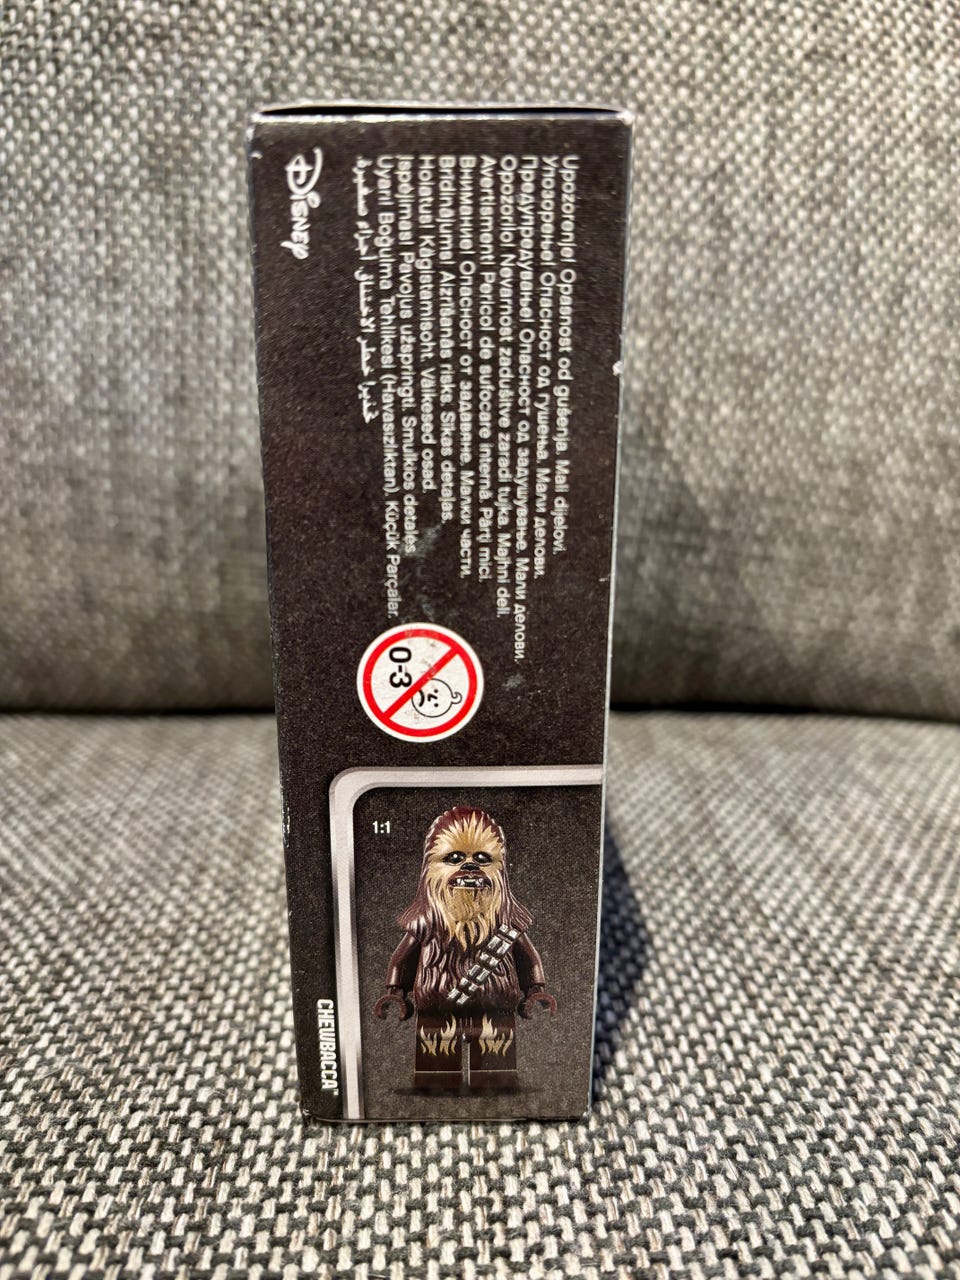 Upozorenje! Opasnost od gušenja. Mali dijelovi.
Упозорење! Опасност од гушења. Мали делови.
Предупредување! Опасност од задушување. Мали делови.
Opozorilo! Nevarnost zadušitve zaradi tujka. Majhni deli.
Avertisment! Pericol de sufocare internă. Părţi mici.
Внимание! Опасност от задавяне. Малки части.
Brīdinājums! Aizrīšanās risks. Sīkas detaļas.
Hoiatus! Kägistamisoht. Väikesed osad.
Įspėjimas! Pavojus užspringti. Smulkios detalės
Uyarı! Boğulma Tehlikesi (Havasızlıktan). Küçük Parçalar.
تحذير! خطر الاختناق. أجزاء صغيرة.
Disney
0-3
1:1
CHEWBACCA™